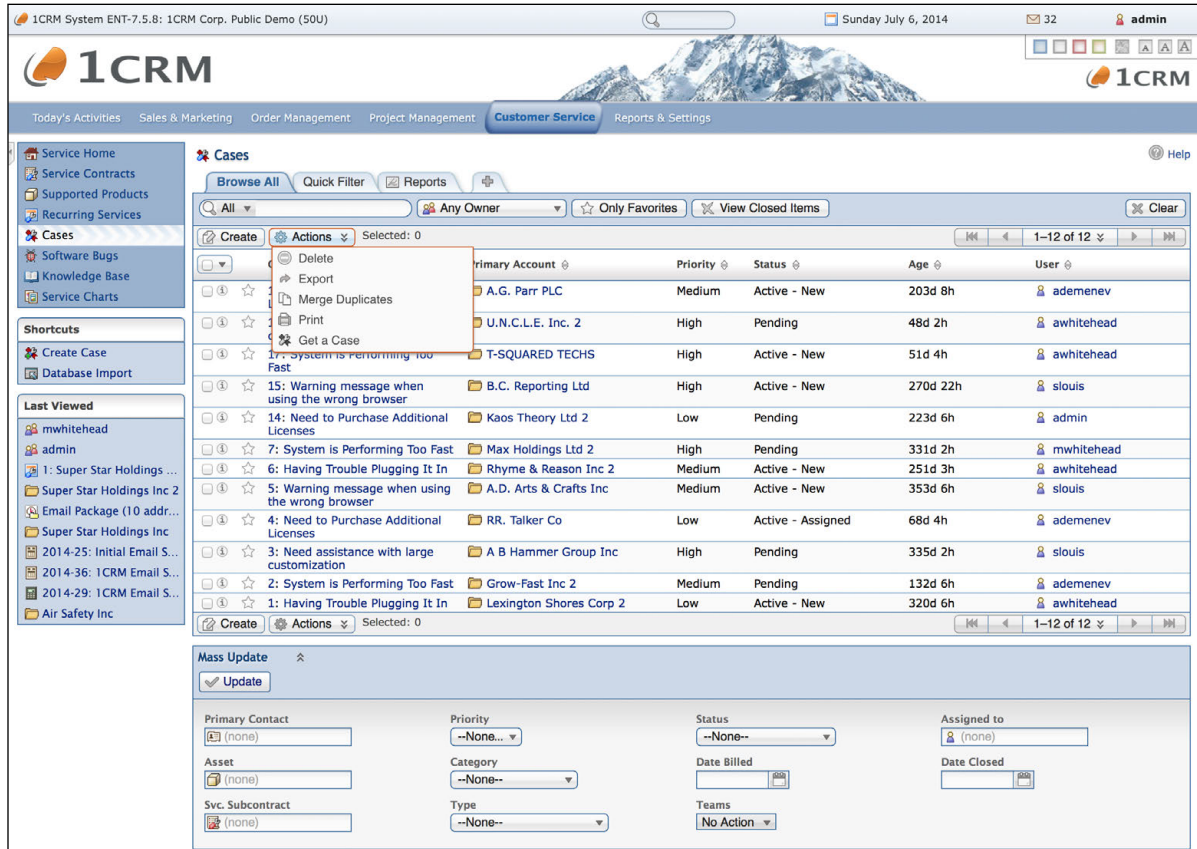 1CRM System ENT-7.5.8: 1CRM Corp. Public Demo (50U) Sunday July 6, 2014 32 admin
1CRM
A A A
1CRM
Today's Activities Sales & Marketing Order Management Project Management Customer Service Reports & Settings
Service Home
Service Contracts
Supported Products
Recurring Services
Cases
Software Bugs
Knowledge Base
Service Charts
Shortcuts
Create Case
Database Import
Last Viewed
mwhitehead
admin
1: Super Star Holdings ...
Super Star Holdings Inc 2
Email Package (10 addr...
Super Star Holdings Inc
2014-25: Initial Email S...
2014-36: 1CRM Email S...
2014-29: 1CRM Email S...
Air Safety Inc
Cases Help
Browse All Quick Filter Reports
All Any Owner Only Favorites View Closed Items Clear
Create Actions Selected: 0 1–12 of 12
Delete
Export
Merge Duplicates
Print
Get a Case
Primary Account Priority Status Age User
A.G. Parr PLC Medium Active - New 203d 8h ademenev
U.N.C.L.E. Inc. 2 High Pending 48d 2h awhitehead
17: System is Performing Too Fast T-SQUARED TECHS High Active - New 51d 4h awhitehead
15: Warning message when using the wrong browser B.C. Reporting Ltd High Active - New 270d 22h slouis
14: Need to Purchase Additional Licenses Kaos Theory Ltd 2 Low Pending 223d 6h admin
7: System is Performing Too Fast Max Holdings Ltd 2 High Pending 331d 2h mwhitehead
6: Having Trouble Plugging It In Rhyme & Reason Inc 2 Medium Active - New 251d 3h awhitehead
5: Warning message when using the wrong browser A.D. Arts & Crafts Inc Medium Active - New 353d 6h slouis
4: Need to Purchase Additional Licenses RR. Talker Co Low Active - Assigned 68d 4h ademenev
3: Need assistance with large customization A B Hammer Group Inc High Pending 335d 2h slouis
2: System is Performing Too Fast Grow-Fast Inc 2 Medium Pending 132d 6h ademenev
1: Having Trouble Plugging It In Lexington Shores Corp 2 Low Active - New 320d 6h awhitehead
Create Actions Selected: 0 1–12 of 12
Mass Update
Update
Primary Contact Priority Status Assigned to
(none) --None... --None-- (none)
Asset Category Date Billed Date Closed
(none) --None--
Svc. Subcontract Type Teams
(none) --None-- No Action